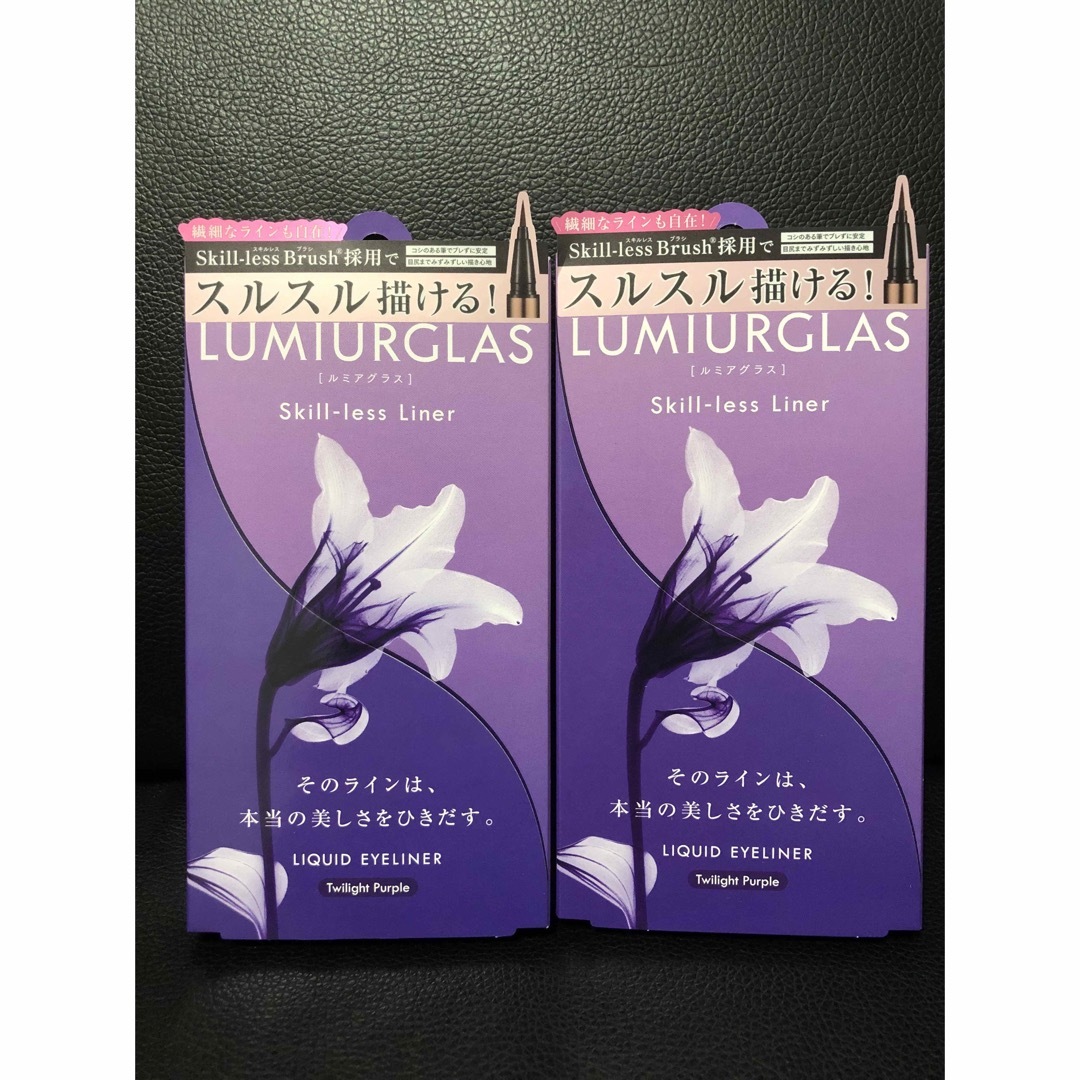 繊細なラインも自在!
スキルレス ブラシ
Skill-less Brush®採用で
コシのある筆でブレずに安定
目尻までみずみずしい描き心地
スルスル描ける!
LUMIURGLAS
[ルミアグラス]
Skill-less Liner
そのラインは、
本当の美しさをひきだす。
LIQUID EYELINER
Twilight Purple
繊細なラインも自在!
スキルレス ブラシ
Skill-less Brush®採用で
コシのある筆でブレずに安定
目尻までみずみずしい描き心地
スルスル描ける!
LUMIURGLAS
[ルミアグラス]
Skill-less Liner
そのラインは、
本当の美しさをひきだす。
LIQUID EYELINER
Twilight Purple